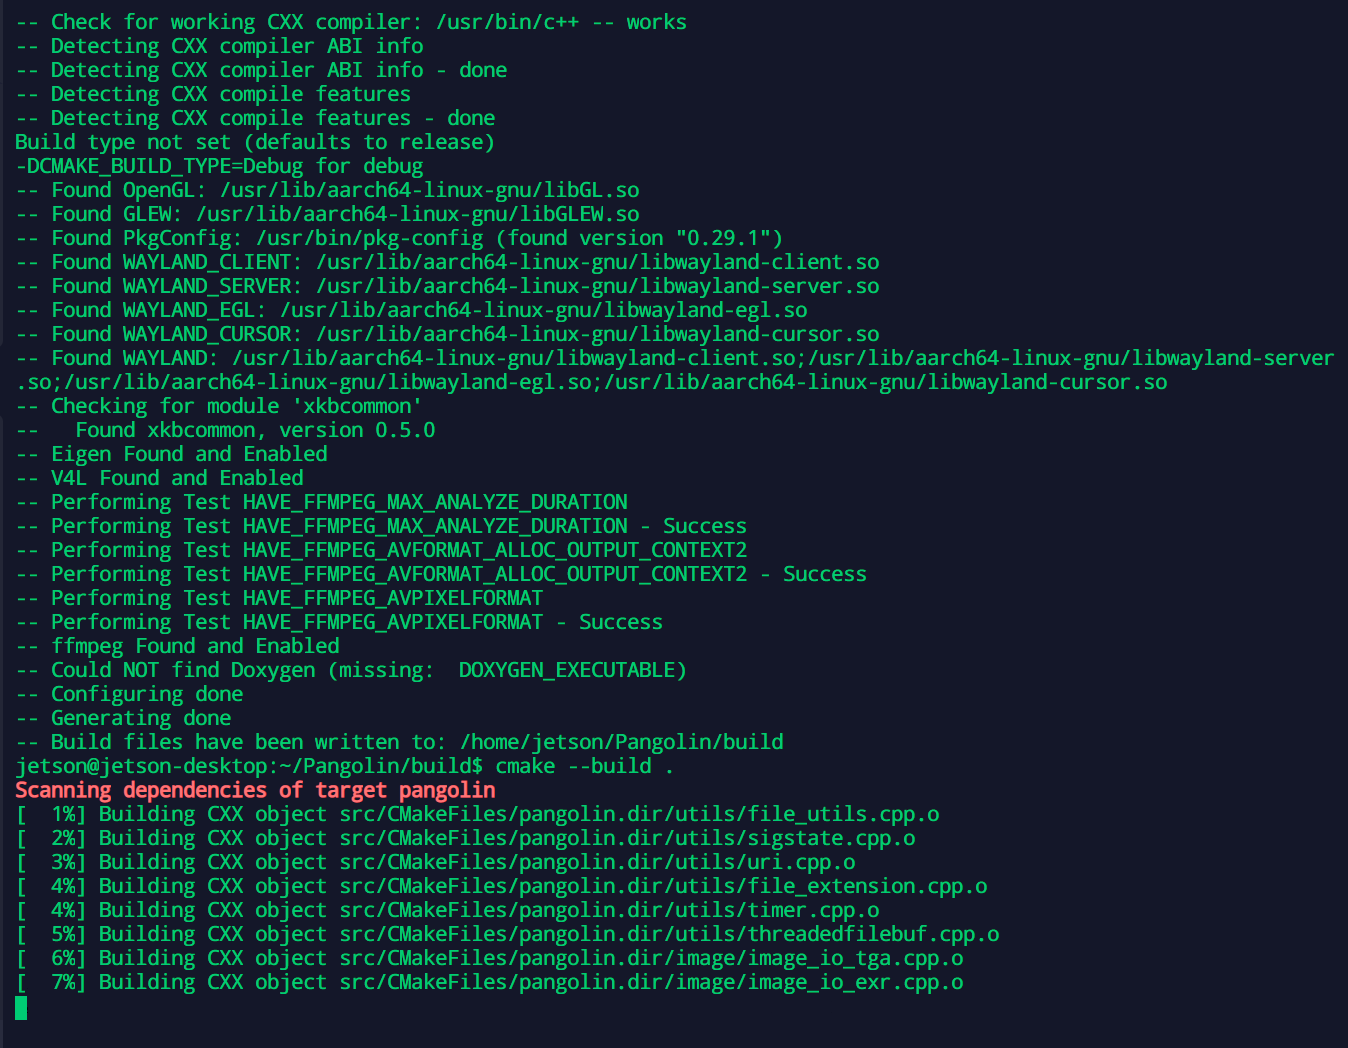 -- Check for working CXX compiler: /usr/bin/c++ -- works
-- Detecting CXX compiler ABI info
-- Detecting CXX compiler ABI info - done
-- Detecting CXX compile features
-- Detecting CXX compile features - done
Build type not set (defaults to release)
-DCMAKE_BUILD_TYPE=Debug for debug
-- Found OpenGL: /usr/lib/aarch64-linux-gnu/libGL.so
-- Found GLEW: /usr/lib/aarch64-linux-gnu/libGLEW.so
-- Found PkgConfig: /usr/bin/pkg-config (found version "0.29.1")
-- Found WAYLAND_CLIENT: /usr/lib/aarch64-linux-gnu/libwayland-client.so
-- Found WAYLAND_SERVER: /usr/lib/aarch64-linux-gnu/libwayland-server.so
-- Found WAYLAND_EGL: /usr/lib/aarch64-linux-gnu/libwayland-egl.so
-- Found WAYLAND_CURSOR: /usr/lib/aarch64-linux-gnu/libwayland-cursor.so
-- Found WAYLAND: /usr/lib/aarch64-linux-gnu/libwayland-client.so;/usr/lib/aarch64-linux-gnu/libwayland-server
.so;/usr/lib/aarch64-linux-gnu/libwayland-egl.so;/usr/lib/aarch64-linux-gnu/libwayland-cursor.so
-- Checking for module 'xkbcommon'
--   Found xkbcommon, version 0.5.0
-- Eigen Found and Enabled
-- V4L Found and Enabled
-- Performing Test HAVE_FFMPEG_MAX_ANALYZE_DURATION
-- Performing Test HAVE_FFMPEG_MAX_ANALYZE_DURATION - Success
-- Performing Test HAVE_FFMPEG_AVFORMAT_ALLOC_OUTPUT_CONTEXT2
-- Performing Test HAVE_FFMPEG_AVFORMAT_ALLOC_OUTPUT_CONTEXT2 - Success
-- Performing Test HAVE_FFMPEG_AVPIXELFORMAT
-- Performing Test HAVE_FFMPEG_AVPIXELFORMAT - Success
-- ffmpeg Found and Enabled
-- Could NOT find Doxygen (missing:  DOXYGEN_EXECUTABLE)
-- Configuring done
-- Generating done
-- Build files have been written to: /home/jetson/Pangolin/build
jetson@jetson-desktop:~/Pangolin/build$ cmake --build .
Scanning dependencies of target pangolin
[  1%] Building CXX object src/CMakeFiles/pangolin.dir/utils/file_utils.cpp.o
[  2%] Building CXX object src/CMakeFiles/pangolin.dir/utils/sigstate.cpp.o
[  3%] Building CXX object src/CMakeFiles/pangolin.dir/utils/uri.cpp.o
[  4%] Building CXX object src/CMakeFiles/pangolin.dir/utils/file_extension.cpp.o
[  4%] Building CXX object src/CMakeFiles/pangolin.dir/utils/timer.cpp.o
[  5%] Building CXX object src/CMakeFiles/pangolin.dir/utils/threadedfilebuf.cpp.o
[  6%] Building CXX object src/CMakeFiles/pangolin.dir/image/image_io_tga.cpp.o
[  7%] Building CXX object src/CMakeFiles/pangolin.dir/image/image_io_exr.cpp.o